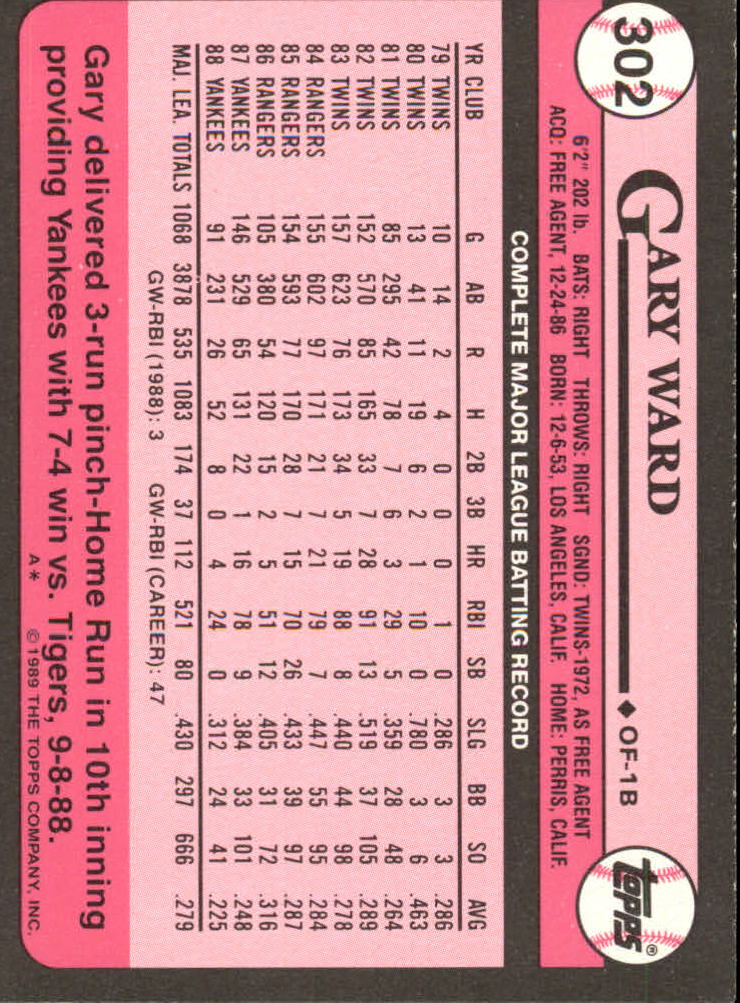 302
GARY WARD ◆ OF-1B
topps®
6'2" 202 lb. BATS: RIGHT THROWS: RIGHT SGND: TWINS-1972, AS FREE AGENT
ACQ: FREE AGENT, 12-24-86 BORN: 12-6-53, LOS ANGELES, CALIF. HOME: PERRIS, CALIF.
COMPLETE MAJOR LEAGUE BATTING RECORD
YR CLUB G AB R H 2B 3B HR RBI SB SLG BB SO AVG
79 TWINS 10 14 2 4 0 0 0 1 0 .286 3 3 .286
80 TWINS 13 41 11 19 6 2 1 10 0 .780 3 6 .463
81 TWINS 85 295 42 78 7 6 3 29 5 .359 28 48 .264
82 TWINS 152 570 85 165 33 7 28 91 13 .519 37 105 .289
83 TWINS 157 623 76 173 34 5 19 88 8 .440 44 98 .278
84 RANGERS 155 602 97 171 21 7 21 79 7 .447 55 95 .284
85 RANGERS 154 593 77 170 28 7 15 70 26 .433 39 97 .287
86 RANGERS 105 380 54 120 15 2 5 51 12 .405 31 72 .316
87 YANKEES 146 529 65 131 22 1 16 78 9 .384 33 101 .248
88 YANKEES 91 231 26 52 8 0 4 24 0 .312 24 41 .225
MAJ. LEA. TOTALS 1068 3878 535 1083 174 37 112 521 80 .430 297 666 .279
GW-RBI (1988): 3 GW-RBI (CAREER): 47
Gary delivered 3-run pinch-Home Run in 10th inning
providing Yankees with 7-4 win vs. Tigers, 9-8-88.
A* © 1989 THE TOPPS COMPANY, INC.